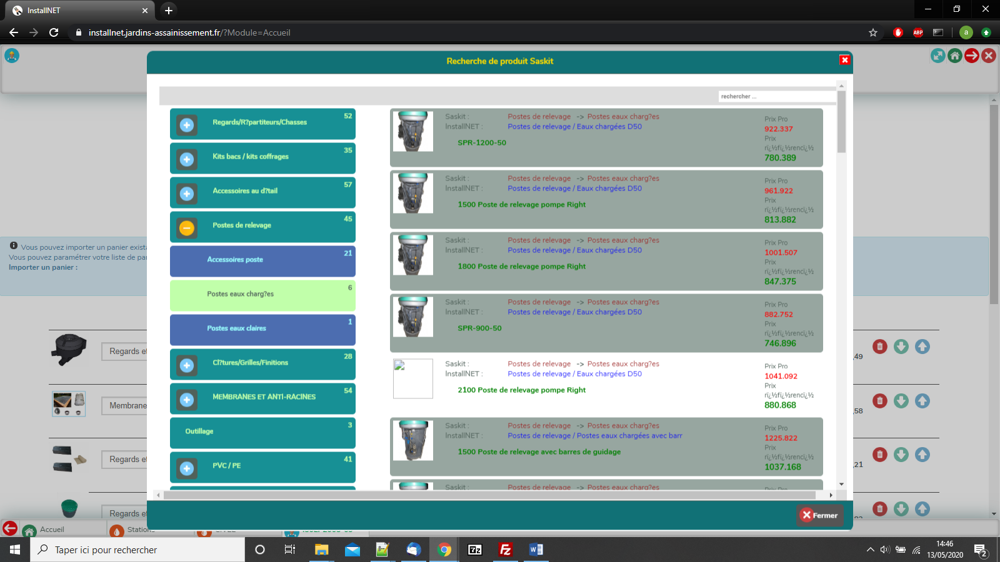 InstallNET
installnet.jardins-assainissement.fr/?Module=Accueil
ABP
a
Recherche de produit Saskit
rechercher ...
Regards/R?partiteurs/Chasses
52
Kits bacs / kits coffrages
35
Accessoires au d?tail
57
Postes de relevage
45
Accessoires poste
21
Postes eaux charg?es
6
Postes eaux claires
1
Cl?tures/Grilles/Finitions
28
MEMBRANES ET ANTI-RACINES
54
Outillage
3
PVC / PE
41
Saskit : Postes de relevage -> Postes eaux charg?es
InstallNET : Postes de relevage / Eaux chargées D50
SPR-1200-50
Prix Pro
922.337
Prix
rï¿½fï¿½rencï¿½
780.389
Saskit : Postes de relevage -> Postes eaux charg?es
InstallNET : Postes de relevage / Eaux chargées D50
1500 Poste de relevage pompe Right
Prix Pro
961.922
Prix
rï¿½fï¿½rencï¿½
813.882
Saskit : Postes de relevage -> Postes eaux charg?es
InstallNET : Postes de relevage / Eaux chargées D50
1800 Poste de relevage pompe Right
Prix Pro
1001.507
Prix
rï¿½fï¿½rencï¿½
847.375
Saskit : Postes de relevage -> Postes eaux charg?es
InstallNET : Postes de relevage / Eaux chargées D50
SPR-900-50
Prix Pro
882.752
Prix
rï¿½fï¿½rencï¿½
746.896
Saskit : Postes de relevage -> Postes eaux charg?es
InstallNET : Postes de relevage / Eaux chargées D50
2100 Poste de relevage pompe Right
Prix Pro
1041.092
Prix
rï¿½fï¿½rencï¿½
880.868
Saskit : Postes de relevage -> Postes eaux charg?es
InstallNET : Postes de relevage / Postes eaux chargées avec barr
1500 Poste de relevage avec barres de guidage
Prix Pro
1225.822
Prix
rï¿½fï¿½rencï¿½
1037.168
Saskit : Postes de relevage -> Postes eaux charg?es
Prix Pro
Fermer
Vous pouvez importer un panier exista
Vous pouvez paramétrer votre liste de par
Importer un panier :
Regards et
,49
Membrane
,58
Regards et
,21
Regards et
Accueil
Stations
Taper ici pour rechercher
7z
Fz
W
14:46
13/05/2020
2